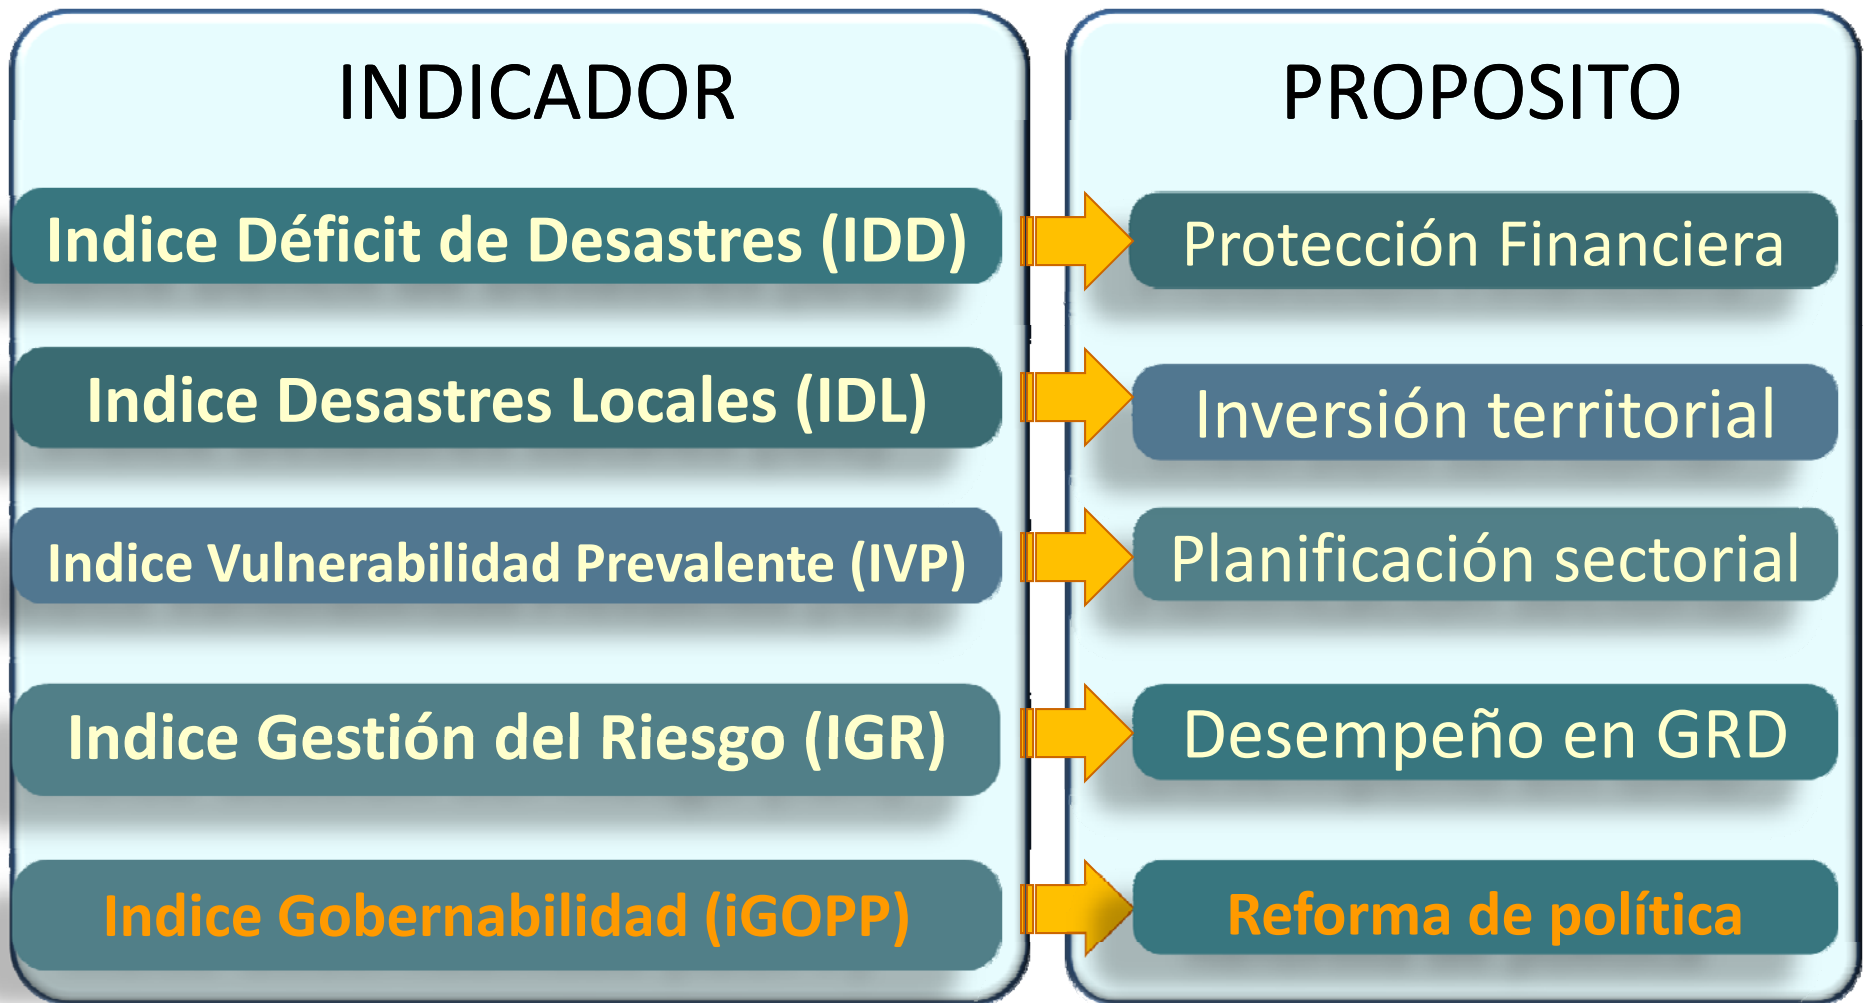 INDICADOR
PROPOSITO
Indice Déficit de Desastres (IDD)
Protección Financiera
Indice Desastres Locales (IDL)
Inversión territorial
Indice Vulnerabilidad Prevalente (IVP)
Planificación sectorial
Indice Gestión del Riesgo (IGR)
Desempeño en GRD
Indice Gobernabilidad (iGOPP)
Reforma de política